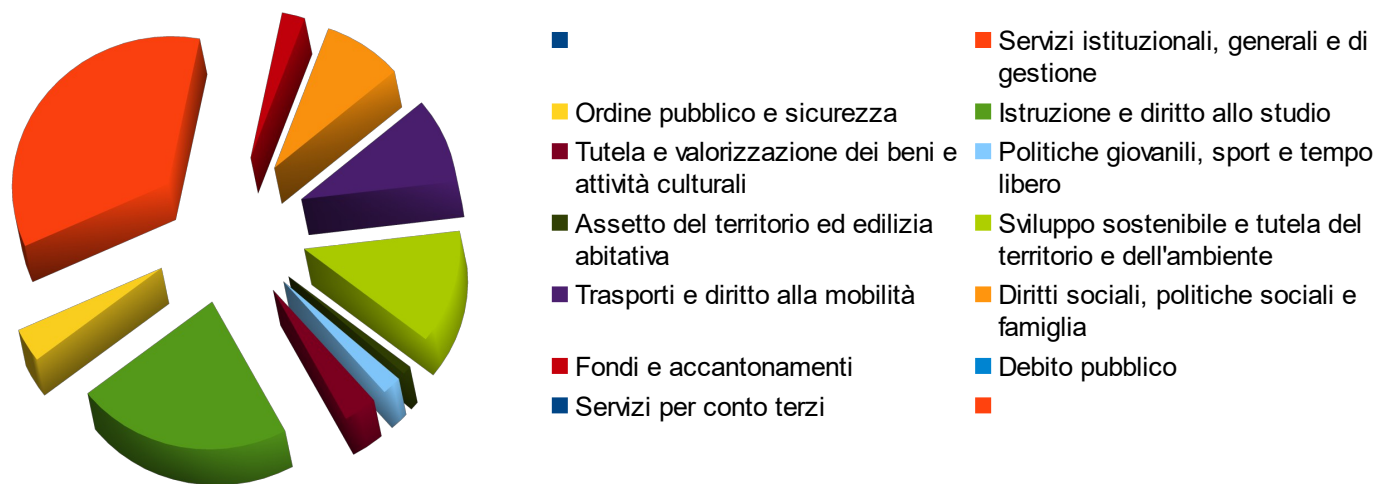 Servizi istituzionali, generali e di
gestione
Ordine pubblico e sicurezza
Istruzione e diritto allo studio
Tutela e valorizzazione dei beni e
attività culturali
Politiche giovanili, sport e tempo
libero
Assetto del territorio ed edilizia
abitativa
Sviluppo sostenibile e tutela del
territorio e dell'ambiente
Trasporti e diritto alla mobilità
Diritti sociali, politiche sociali e
famiglia
Fondi e accantonamenti
Debito pubblico
Servizi per conto terzi